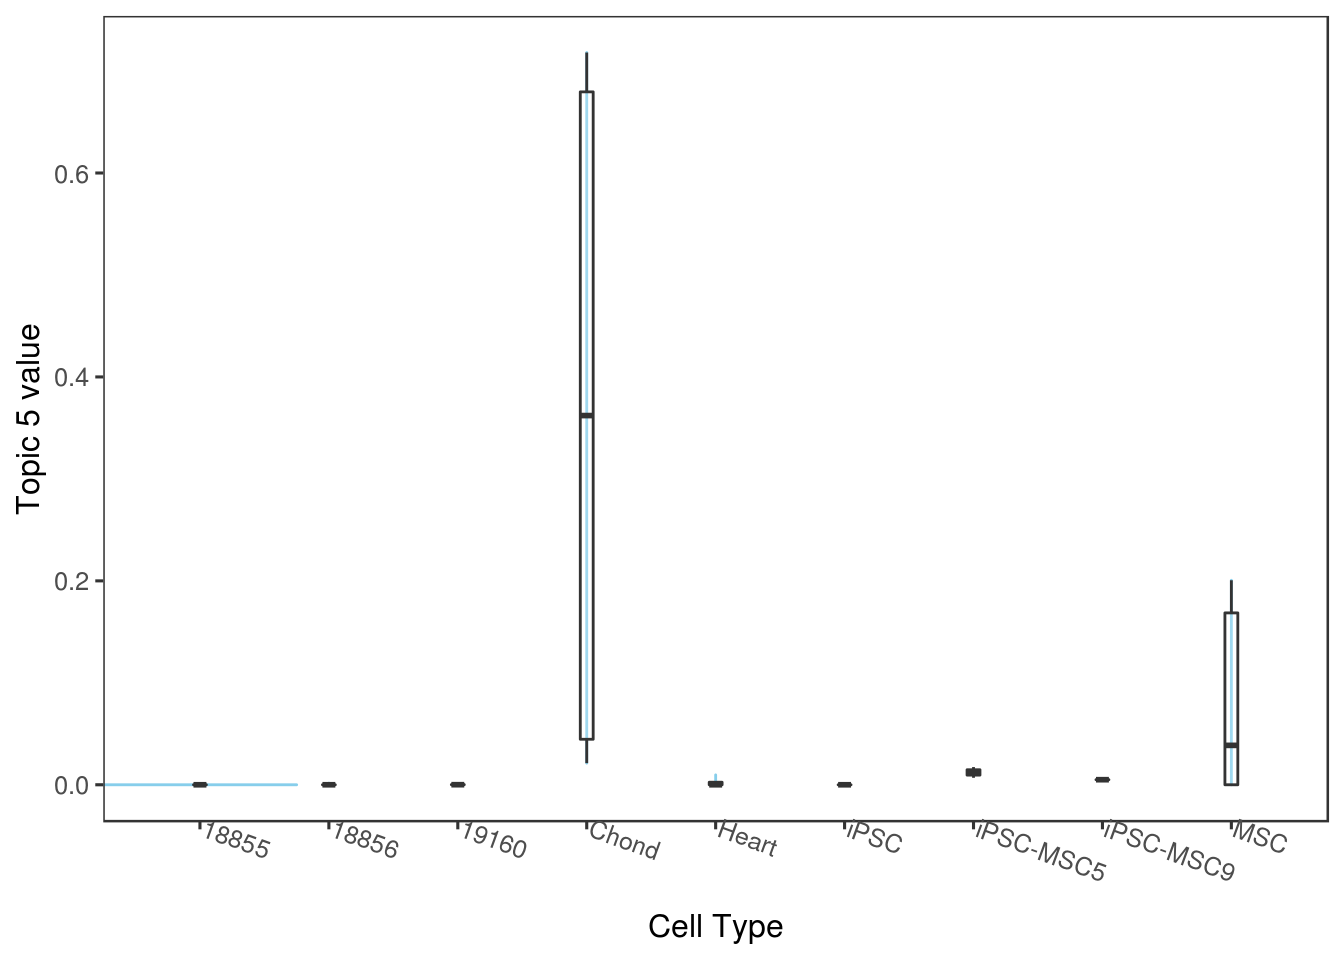 Topic 5 value
0.6
0.4
0.2
0.0
18855
18856
19160
Chond
Heart
iPSC
iPSC-MSC5
iPSC-MSC9
MSC
Cell Type